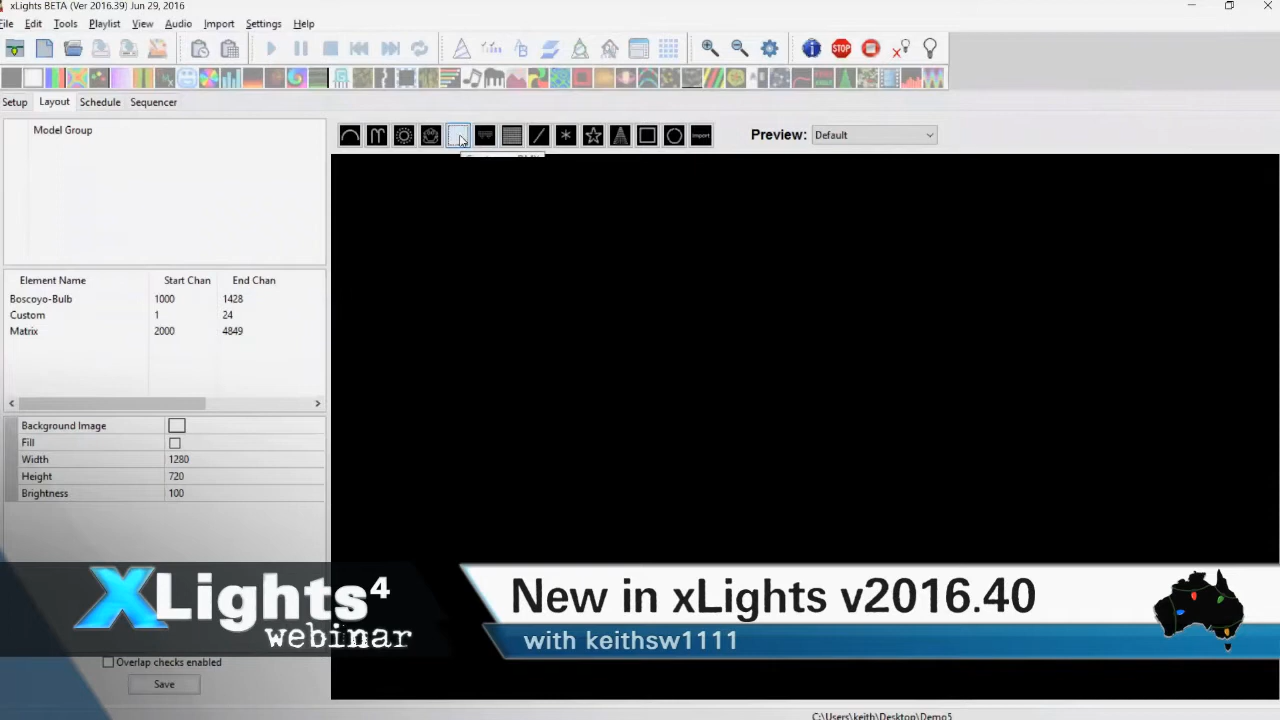 xLights BETA (Ver 2016.39) Jun 29, 2016
File Edit Tools Playlist View Audio Import Settings Help
STOP
Setup Layout Schedule Sequencer
Model Group
import
Preview: Default
Element Name Start Chan End Chan
Boscoyo-Bulb 1000 1428
Custom 1 24
Matrix 2000 4849
Background Image
Fill
Width 1280
Height 720
Brightness 100
XLights4 webinar
New in xLights v2016.40
with keithsw1111
Overlap checks enabled
Save
C:\Users\keith\Desktop\Demo5